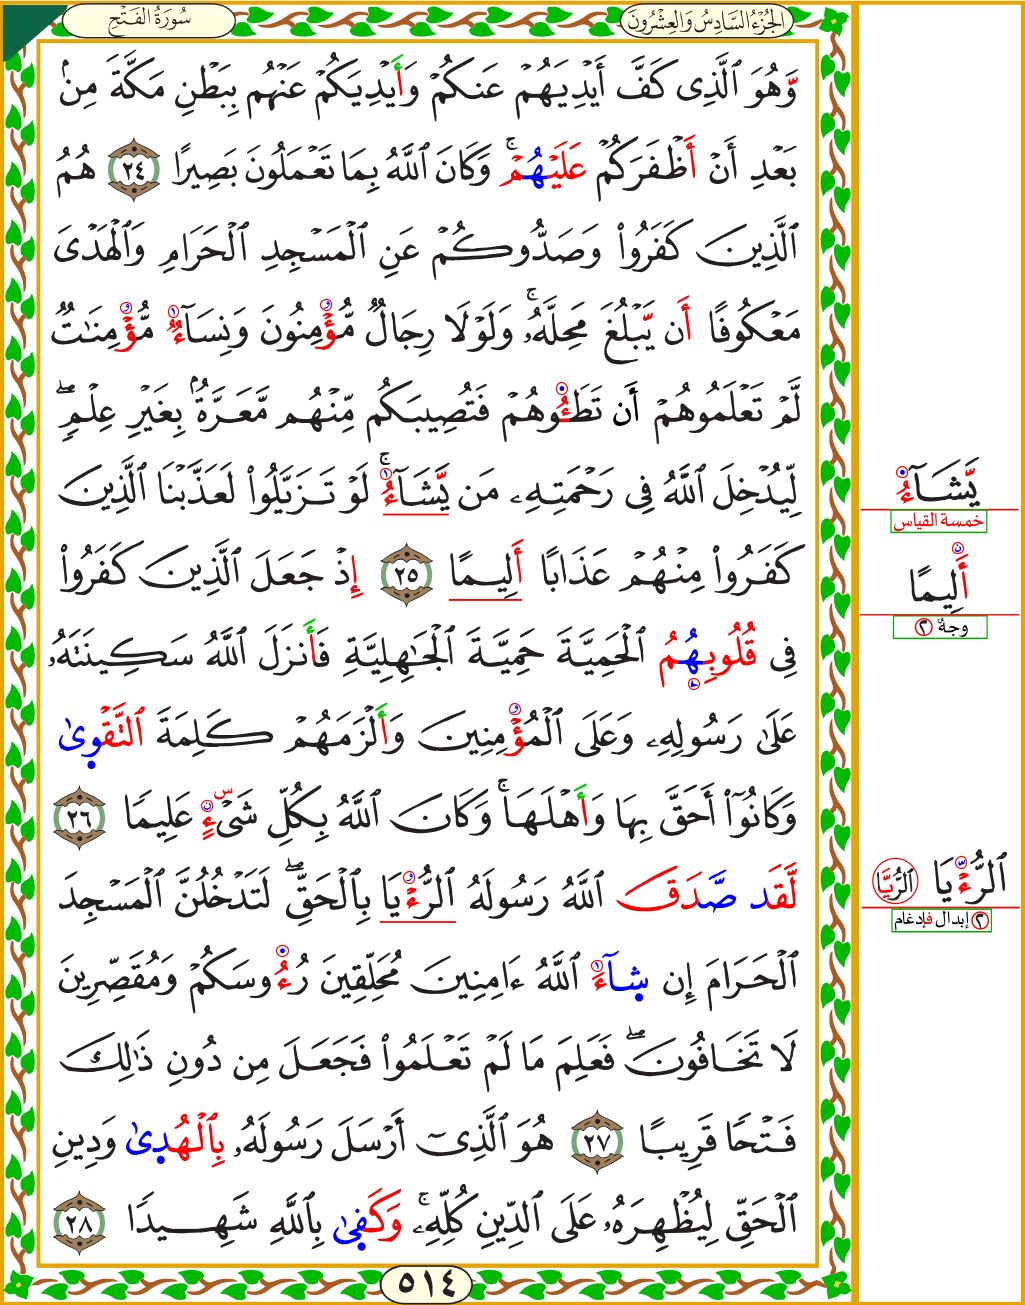 الجُزْءُ السَّادِسُ وَالعِشْرُونَ
سُورَةُ الفَتْحِ
وَّهُوَ ٱلَّذِى كَفَّ أَيْدِيَهُمْ عَنكُمْ وَأَيْدِيَكُمْ عَنْهُم بِبَطْنِ مَكَّةَ مِنۢ
بَعْدِ أَنْ أَظْفَرَكُمْ عَلَيْهُمْۚ وَكَانَ ٱللَّهُ بِمَا تَعْمَلُونَ بَصِيرًا ٢٤ هُمُ
ٱلَّذِينَ كَفَرُواْ وَصَدُّوكُمْ عَنِ ٱلْمَسْجِدِ ٱلْحَرَامِ وَٱلْهَدْىَ
مَعْكُوفًا أَن يَّبْلُغَ مَحِلَّهُۥۚ وَلَوْلَا رِجَالٌ مُّؤْمِنُونَ وَنِسَآءٌ مُّؤْمِنَٰتٌ
لَّمْ تَعْلَمُوهُمْ أَن تَطَـُٔوهُمْ فَتُصِيبَكُم مِّنْهُم مَّعَرَّةُۢ بِغَيْرِ عِلْمٍۖ
لِّيُدْخِلَ ٱللَّهُ فِى رَحْمَتِهِۦ مَن يَّشَآءُۚ لَوْ تَزَيَّلُواْ لَعَذَّبْنَا ٱلَّذِينَ
كَفَرُواْ مِنْهُمْ عَذَابًا أَلِيمًا ٢٥ إِذْ جَعَلَ ٱلَّذِينَ كَفَرُواْ
فِى قُلُوبِهُمُ ٱلْحَمِيَّةَ حَمِيَّةَ ٱلْجَٰهِلِيَّةِ فَأَنزَلَ ٱللَّهُ سَكِينَتَهُۥ
عَلَىٰ رَسُولِهِۦ وَعَلَى ٱلْمُؤْمِنِينَ وَأَلْزَمَهُمْ كَلِمَةَ ٱلتَّقْوِىٰ
وَكَانُوٓاْ أَحَقَّ بِهَا وَأَهْلَهَاۚ وَكَانَ ٱللَّهُ بِكُلِّ شَىْءٍ عَلِيمًا ٢٦
لَّقَد صَّدَقَ ٱللَّهُ رَسُولَهُ ٱلرُّءْيَا بِٱلْحَقِّۖ لَتَدْخُلُنَّ ٱلْمَسْجِدَ
ٱلْحَرَامَ إِن شِآءَ ٱللَّهُ ءَامِنِينَ مُحَلِّقِينَ رُءُوسَكُمْ وَمُقَصِّرِينَ
لَا تَخَافُونَۖ فَعَلِمَ مَا لَمْ تَعْلَمُواْ فَجَعَلَ مِن دُونِ ذَٰلِكَ
فَتْحًا قَرِيبًا ٢٧ هُوَ ٱلَّذِىٓ أَرْسَلَ رَسُولَهُۥ بِٱلْهُدِىٰ وَدِينِ
ٱلْحَقِّ لِيُظْهِرَهُۥ عَلَى ٱلدِّينِ كُلِّهِۦۚ وَكَفِىٰ بِٱللَّهِ شَهِيدًا ٢٨
٥١٤
يَّشَآءُ
خمسة القياس
أَلِيمًا
وجهٌ ٢
ٱلرُّءْيَا ٱلرُّيَّا
٢ إبدال فإدغام